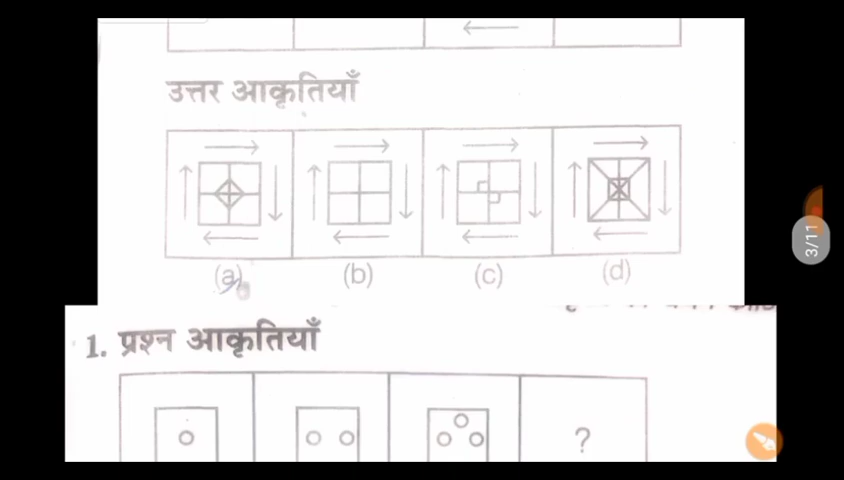 उत्तर आकृतियाँ
(a) (b) (c) (d)
1. प्रश्न आकृतियाँ
?
3/11